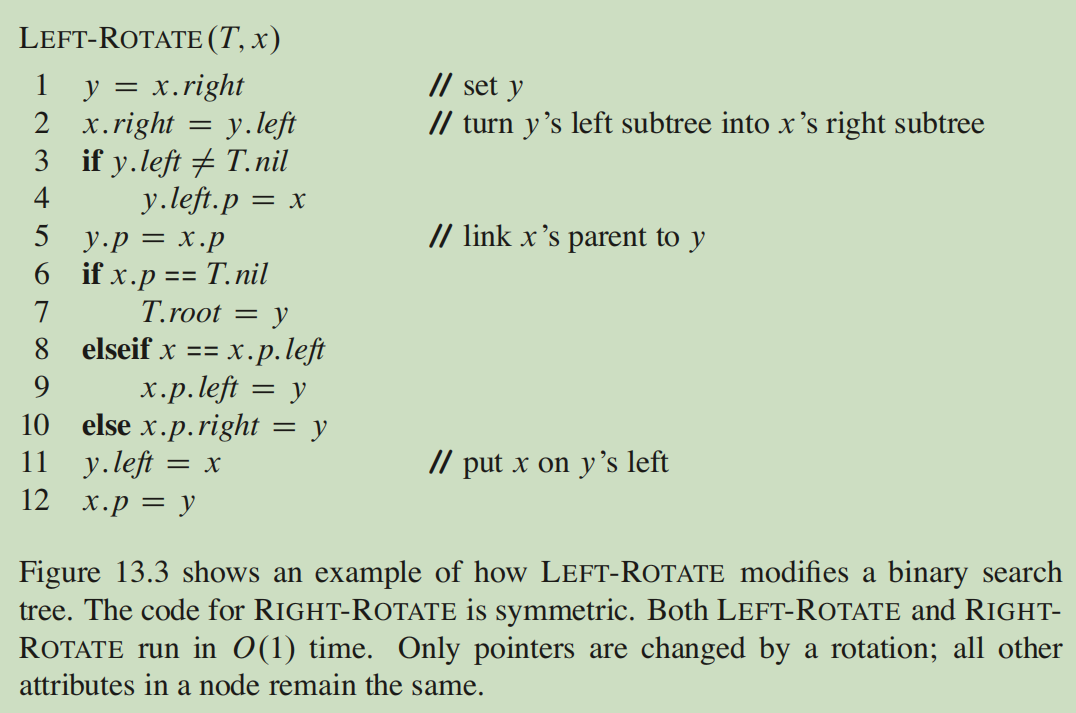 LEFT-ROTATE(T, x)
1 y = x.right // set y
2 x.right = y.left // turn y's left subtree into x's right subtree
3 if y.left ≠ T.nil
4 y.left.p = x
5 y.p = x.p // link x's parent to y
6 if x.p == T.nil
7 T.root = y
8 elseif x == x.p.left
9 x.p.left = y
10 else x.p.right = y
11 y.left = x // put x on y's left
12 x.p = y
Figure 13.3 shows an example of how LEFT-ROTATE modifies a binary search
tree. The code for RIGHT-ROTATE is symmetric. Both LEFT-ROTATE and RIGHT-
ROTATE run in O(1) time. Only pointers are changed by a rotation; all other
attributes in a node remain the same.